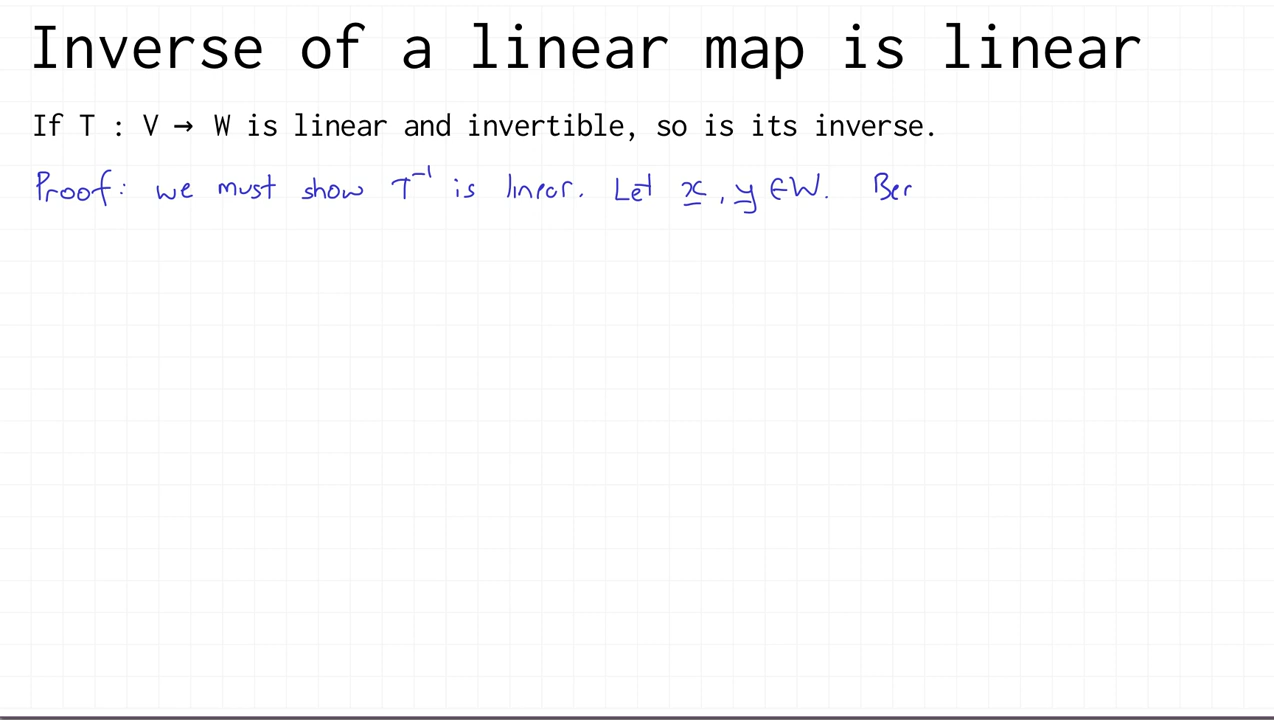 Inverse of a linear map is linear
If T : V → W is linear and invertible, so is its inverse.
Proof: we must show T⁻¹ is linear. Let x, y ∈ W. Bec